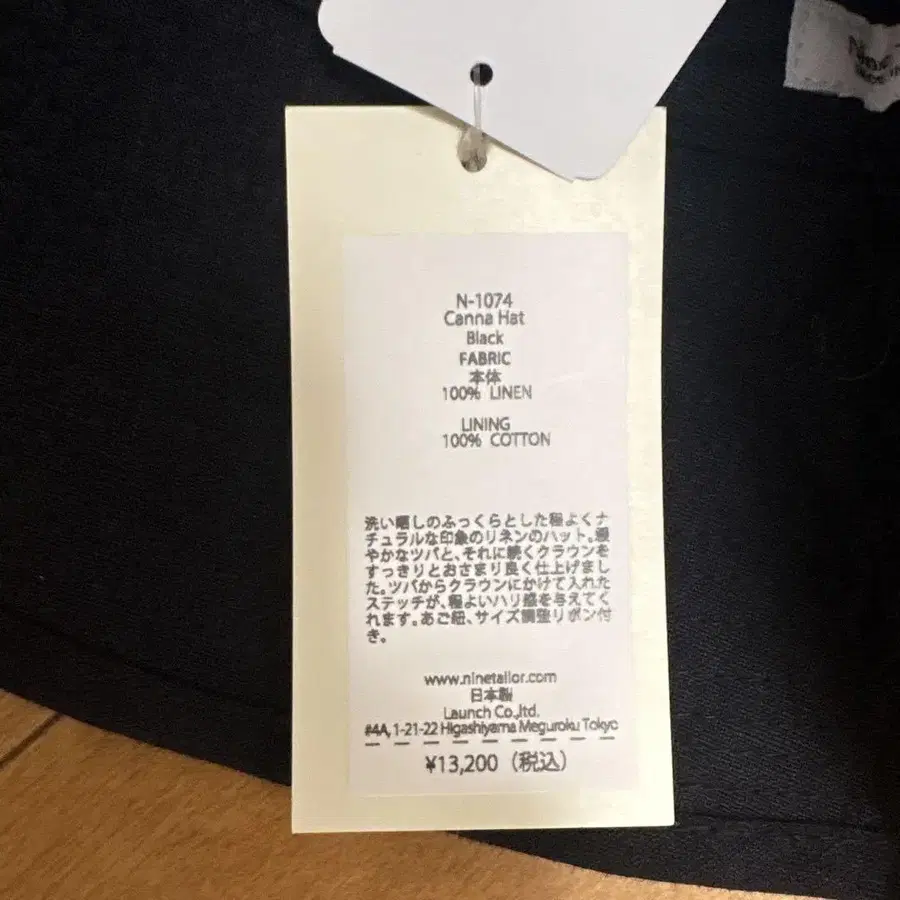 N-1074
Canna Hat
Black
FABRIC
本体
100% LINEN
LINING
100% COTTON
洗い晒しのふっくらとした程よくナ
チュラルな印象のリネンのハット。緩
やかなツバと、それに続くクラウンを
すっきりとおさまり良く仕上げまし
た。ツバからクラウンにかけて入れた
ステッチが、程よいハリ感を与えてく
れます。あご紐、サイズ調整リボン付
き。
www.ninetailor.com
日本製
Launch Co.,ltd.
#4A, 1-21-22 Higashiyama Meguroku Tokyo
¥13,200（税込）